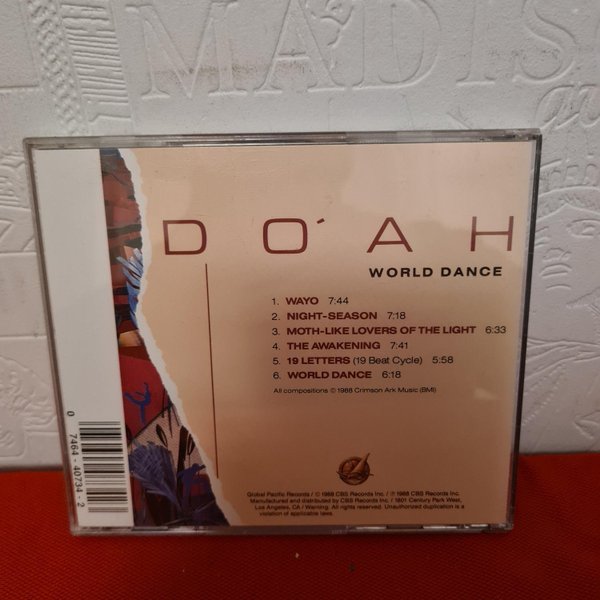 MADIS
DO'AH
WORLD DANCE
1. WAYO 7:44
2. NIGHT-SEASON 7:18
3. MOTH-LIKE LOVERS OF THE LIGHT 6:33
4. THE AWAKENING 7:41
5. 19 LETTERS (19 Beat Cycle) 5:58
6. WORLD DANCE 6:18
All compositions © 1988 Crimson Ark Music (BMI)
0 7464-40734-2
Global Pacific Records / © 1988 CBS Records Inc. / ℗ 1988 CBS Records Inc.
Manufactured and distributed by CBS Records Inc. / 1801 Century Park West,
Los Angeles, CA / Warning: All rights reserved. Unauthorized duplication is a
violation of applicable laws.